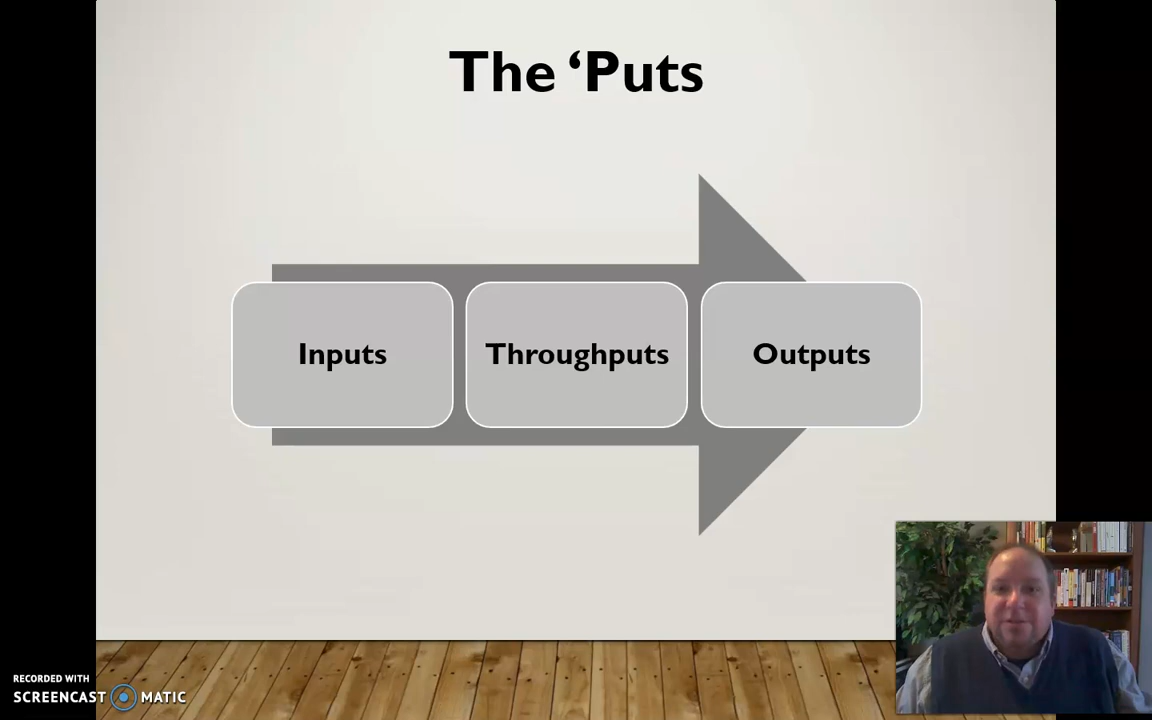 The ‘Puts
Inputs
Throughputs
Outputs
RECORDED WITH
SCREENCAST MATIC